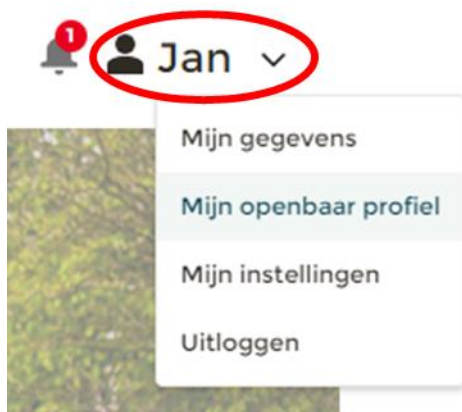 1
Jan
Mijn gegevens
Mijn openbaar profiel
Mijn instellingen
Uitloggen